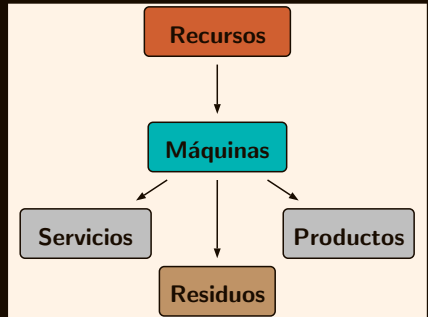 Recursos
Máquinas
Servicios
Productos
Residuos